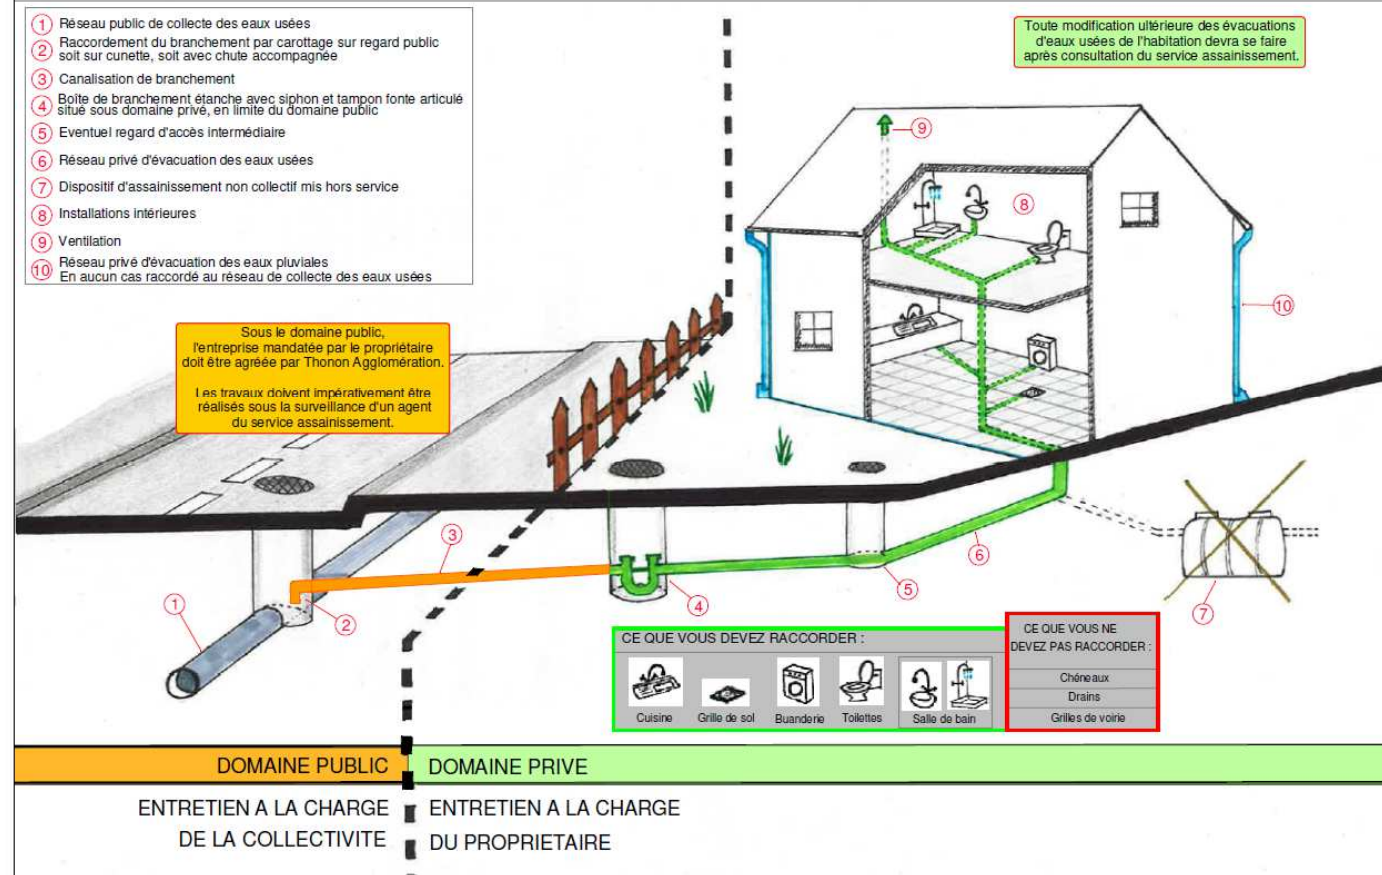 1 Réseau public de collecte des eaux usées
2 Raccordement du branchement par carottage sur regard public
soit sur cunette, soit avec chute accompagnée
3 Canalisation de branchement
4 Boîte de branchement étanche avec siphon et tampon fonte articulé
situé sous domaine privé, en limite du domaine public
5 Eventuel regard d'accès intermédiaire
6 Réseau privé d'évacuation des eaux usées
7 Dispositif d'assainissement non collectif mis hors service
8 Installations intérieures
9 Ventilation
10 Réseau privé d'évacuation des eaux pluviales
En aucun cas raccordé au réseau de collecte des eaux usées
Toute modification ultérieure des évacuations
d'eaux usées de l'habitation devra se faire
après consultation du service assainissement.
9
8
10
Sous le domaine public,
l'entreprise mandatée par le propriétaire
doit être agréée par Thonon Agglomération.
Les travaux doivent impérativement être
réalisés sous la surveillance d'un agent
du service assainissement.
3
6
1
2
4
5
7
CE QUE VOUS DEVEZ RACCORDER :
Cuisine
Grille de sol
Buanderie
Toilettes
Salle de bain
CE QUE VOUS NE
DEVEZ PAS RACCORDER :
Chéneaux
Drains
Grilles de voirie
DOMAINE PUBLIC
DOMAINE PRIVE
ENTRETIEN A LA CHARGE
DE LA COLLECTIVITE
ENTRETIEN A LA CHARGE
DU PROPRIETAIRE